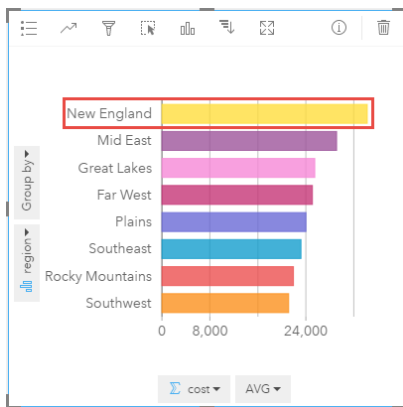 New England
Mid East
Great Lakes
Far West
Plains
Southeast
Rocky Mountains
Southwest
0 8,000 24,000
Group by
region
Σ cost AVG